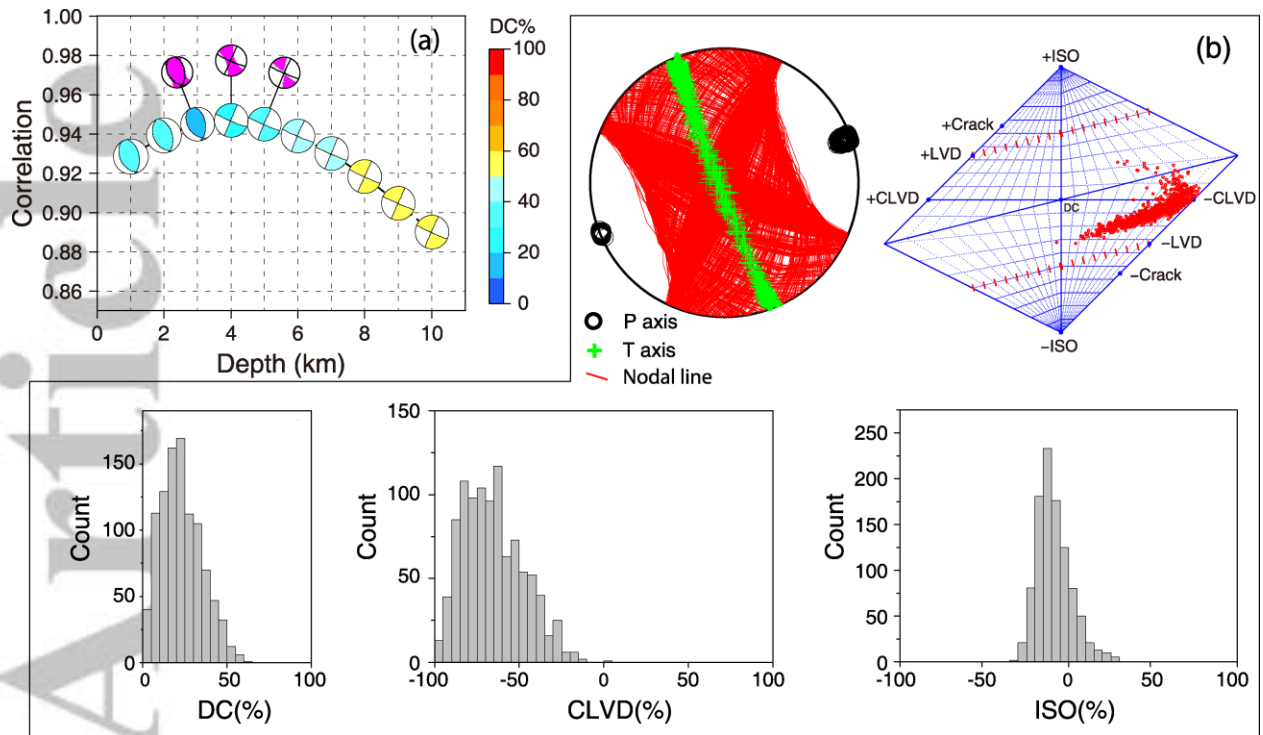 (a)
Correlation
1.00
0.98
0.96
0.94
0.92
0.90
0.88
0.86
0 2 4 6 8 10
Depth (km)
DC%
100
80
60
40
20
0
(b)
+ISO
+Crack
+LVD
+CLVD
DC
−CLVD
−LVD
−Crack
−ISO
P axis
T axis
Nodal line
Count
150
100
50
0
0 50 100
DC(%)
Count
150
100
50
0
-100 -50 0 50 100
CLVD(%)
Count
250
200
150
100
50
0
-100 -50 0 50 100
ISO(%)
Article